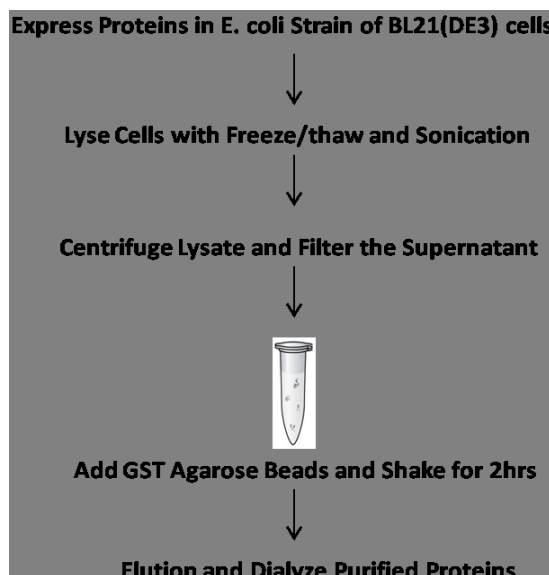 Express Proteins in E. coli Strain of BL21(DE3) cells
Lyse Cells with Freeze/thaw and Sonication
Centrifuge Lysate and Filter the Supernatant
Add GST Agarose Beads and Shake for 2hrs
Elution and Dialyze Purified Proteins